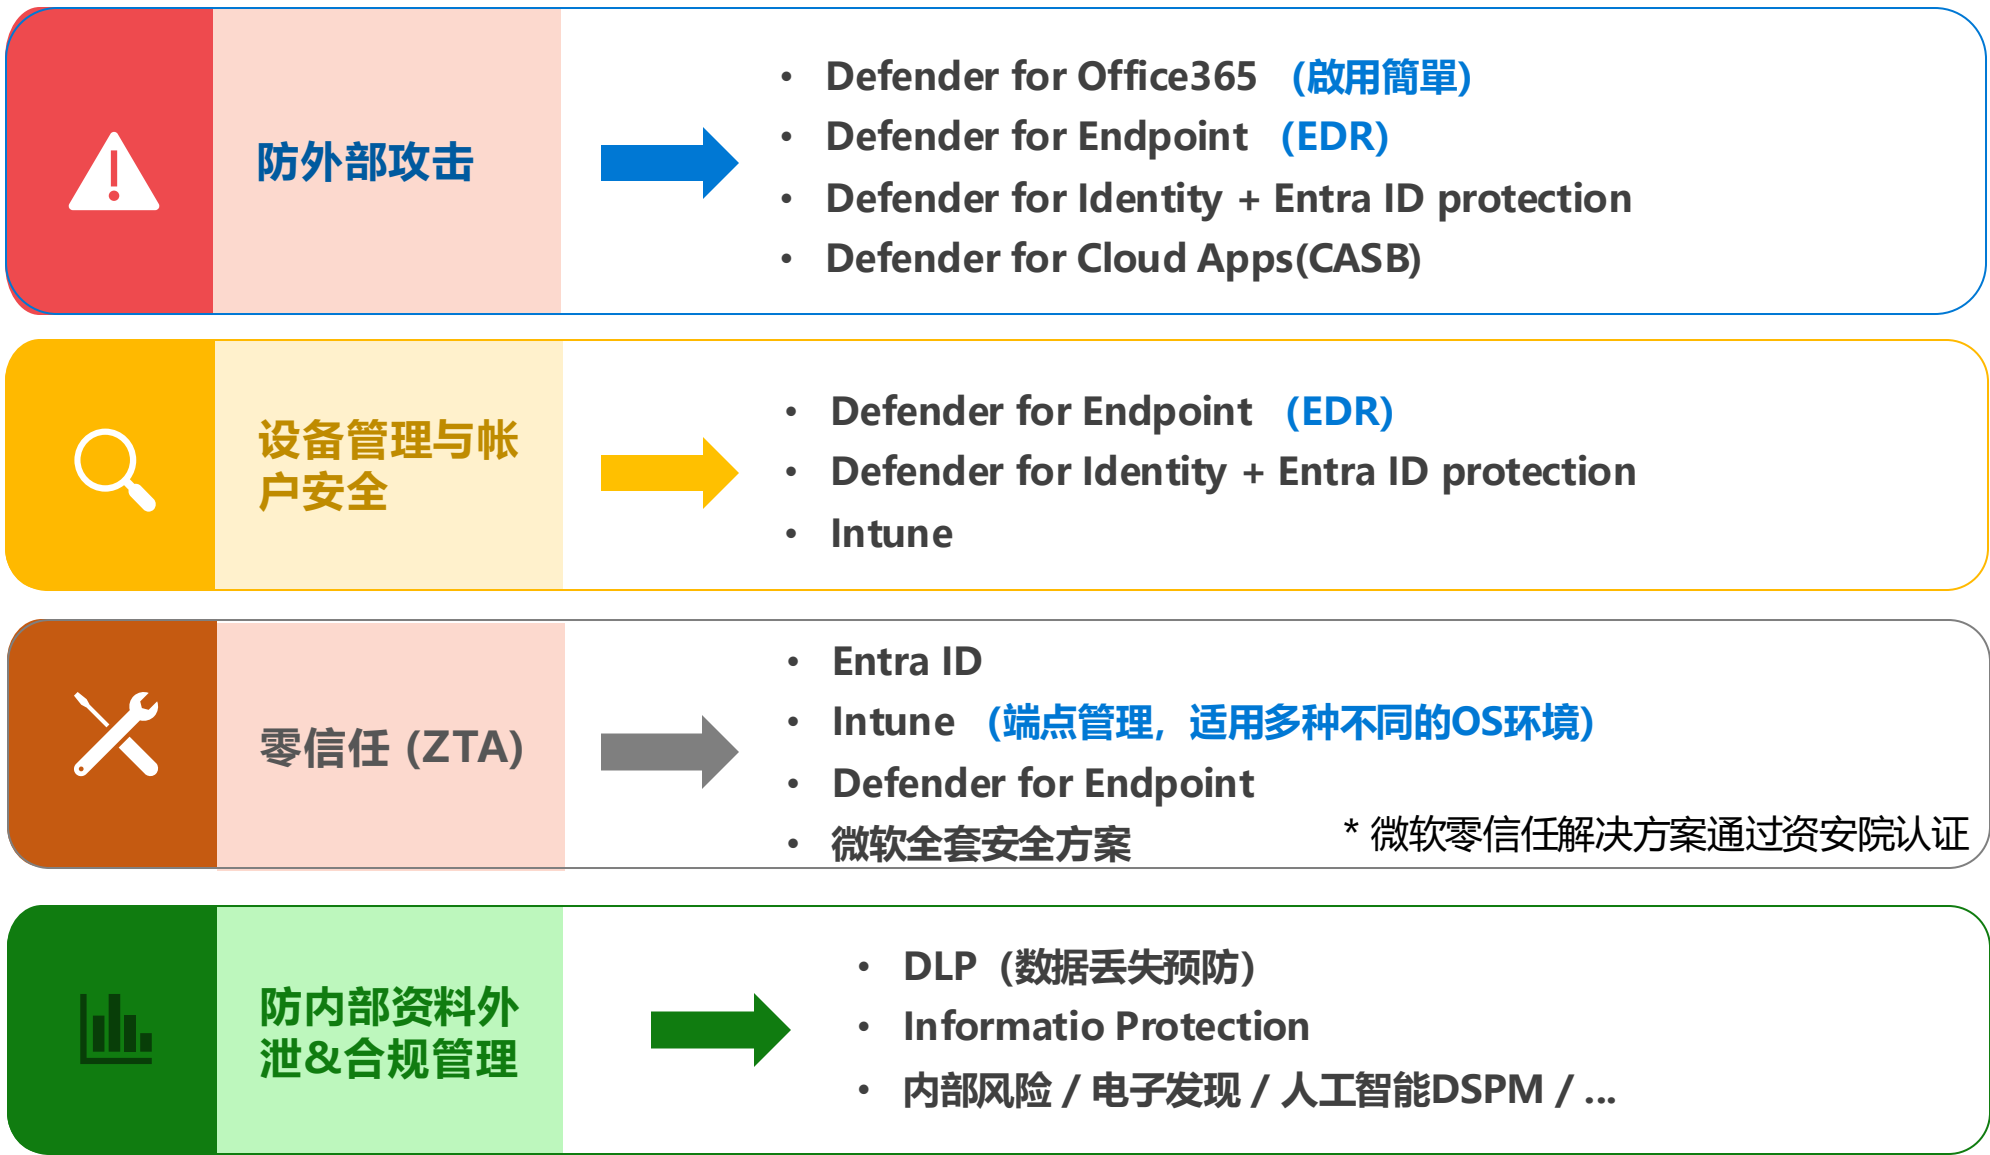 防外部攻击
• Defender for Office365 (啟用簡單)
• Defender for Endpoint (EDR)
• Defender for Identity + Entra ID protection
• Defender for Cloud Apps(CASB)
设备管理与帐
户安全
• Defender for Endpoint (EDR)
• Defender for Identity + Entra ID protection
• Intune
零信任 (ZTA)
• Entra ID
• Intune (端点管理，适用多种不同的OS环境)
• Defender for Endpoint
• 微软全套安全方案
* 微软零信任解决方案通过资安院认证
防内部资料外
泄&合规管理
• DLP (数据丢失预防)
• Informatio Protection
• 内部风险 / 电子发现 / 人工智能DSPM / ...